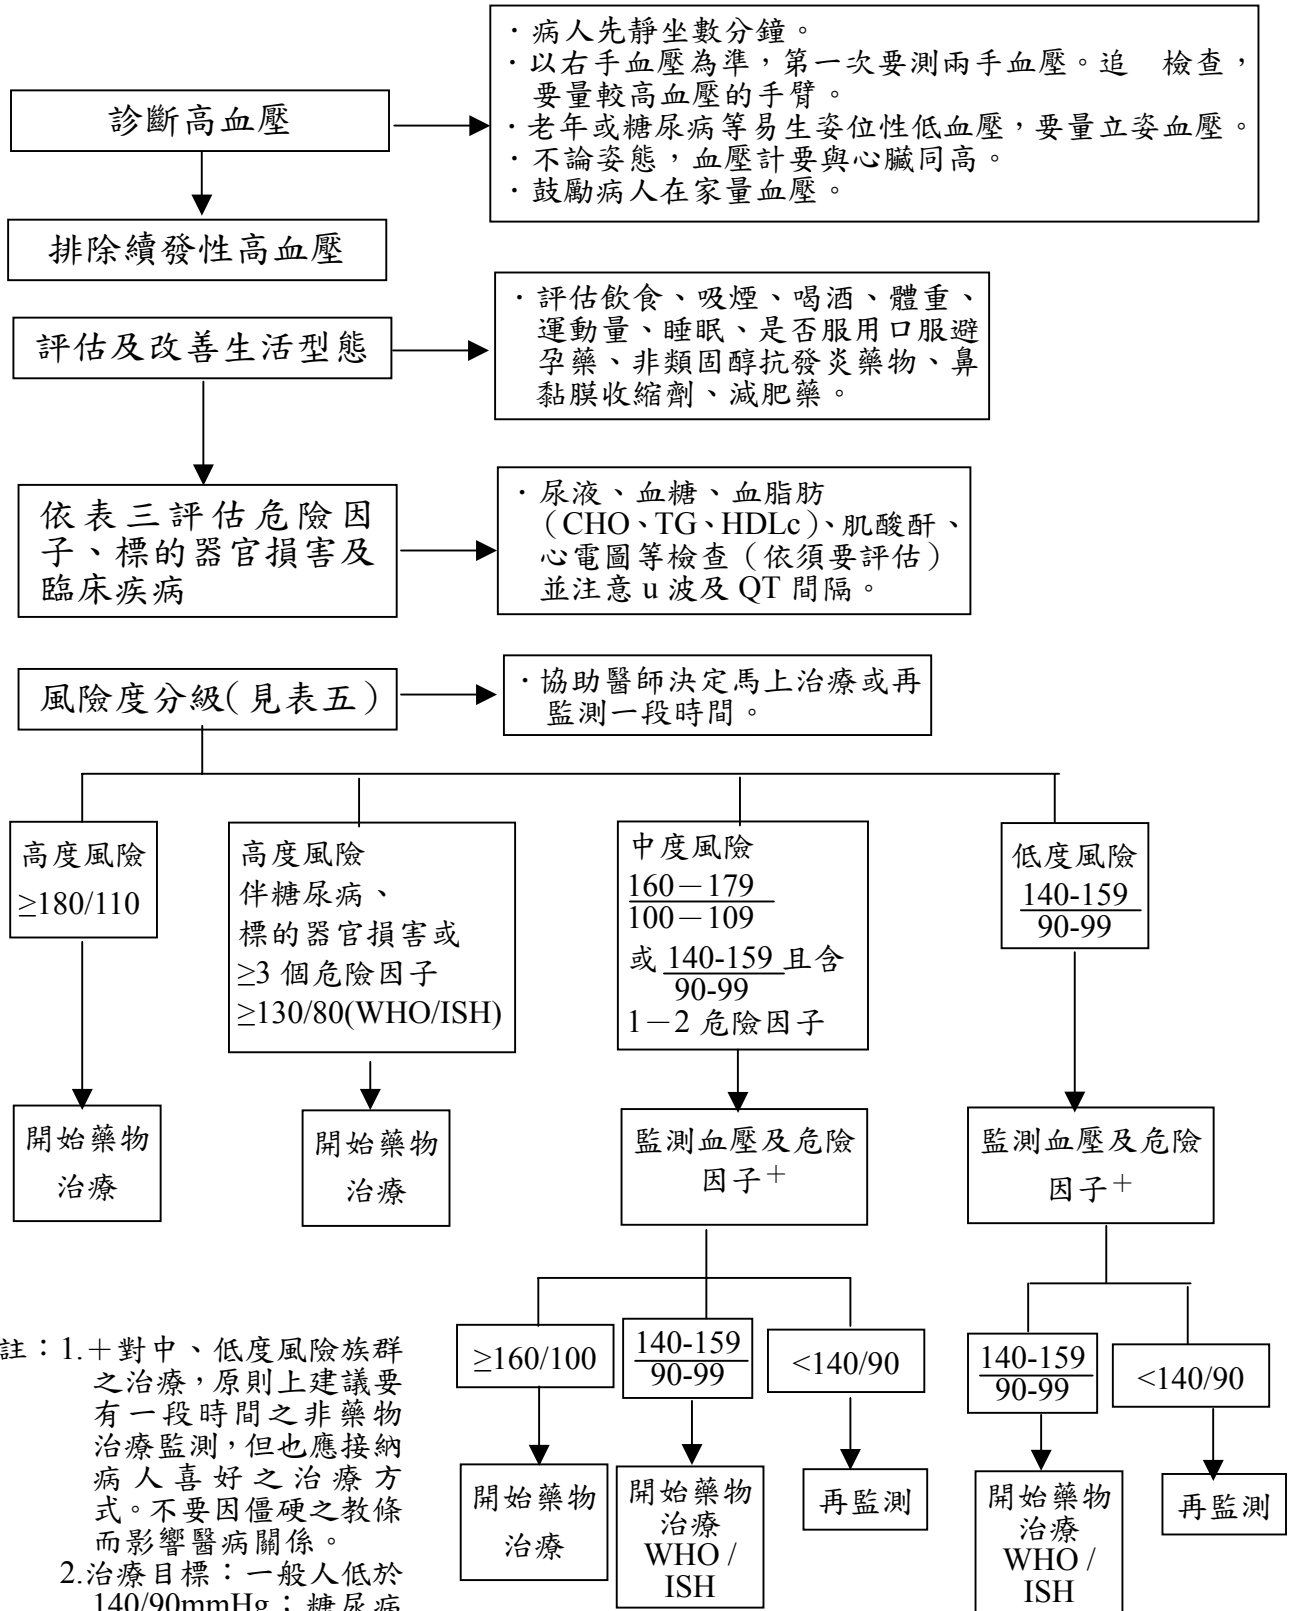 診斷高血壓
．病人先靜坐數分鐘。
．以右手血壓為準，第一次要測兩手血壓。追　檢查，
要量較高血壓的手臂。
．老年或糖尿病等易生姿位性低血壓，要量立姿血壓。
．不論姿態，血壓計要與心臟同高。
．鼓勵病人在家量血壓。
排除續發性高血壓
評估及改善生活型態
．評估飲食、吸煙、喝酒、體重、
運動量、睡眠、是否服用口服避
孕藥、非類固醇抗發炎藥物、鼻
黏膜收縮劑、減肥藥。
依表三評估危險因
子、標的器官損害及
臨床疾病
．尿液、血糖、血脂肪
（CHO、TG、HDLc）、肌酸酐、
心電圖等檢查（依須要評估）
並注意 u 波及 QT 間隔。
風險度分級（見表五）
．協助醫師決定馬上治療或再
監測一段時間。
高度風險
≥180/110
高度風險
伴糖尿病、
標的器官損害或
≥3 個危險因子
≥130/80(WHO/ISH)
中度風險
160－179
100－109
或 140-159 且含
90-99
1－2 危險因子
低度風險
140-159
90-99
開始藥物
治療
開始藥物
治療
監測血壓及危險
因子＋
監測血壓及危險
因子＋
≥160/100
140-159
90-99
<140/90
140-159
90-99
<140/90
開始藥物
治療
開始藥物
治療
WHO /
ISH
再監測
開始藥物
治療
WHO /
ISH
再監測
註：1.＋對中、低度風險族群
之治療，原則上建議要
有一段時間之非藥物
治療監測，但也應接納
病人喜好之治療方
式。不要因僵硬之教條
而影響醫病關係。
2.治療目標：一般人低於
140/90mmHg；糖尿病